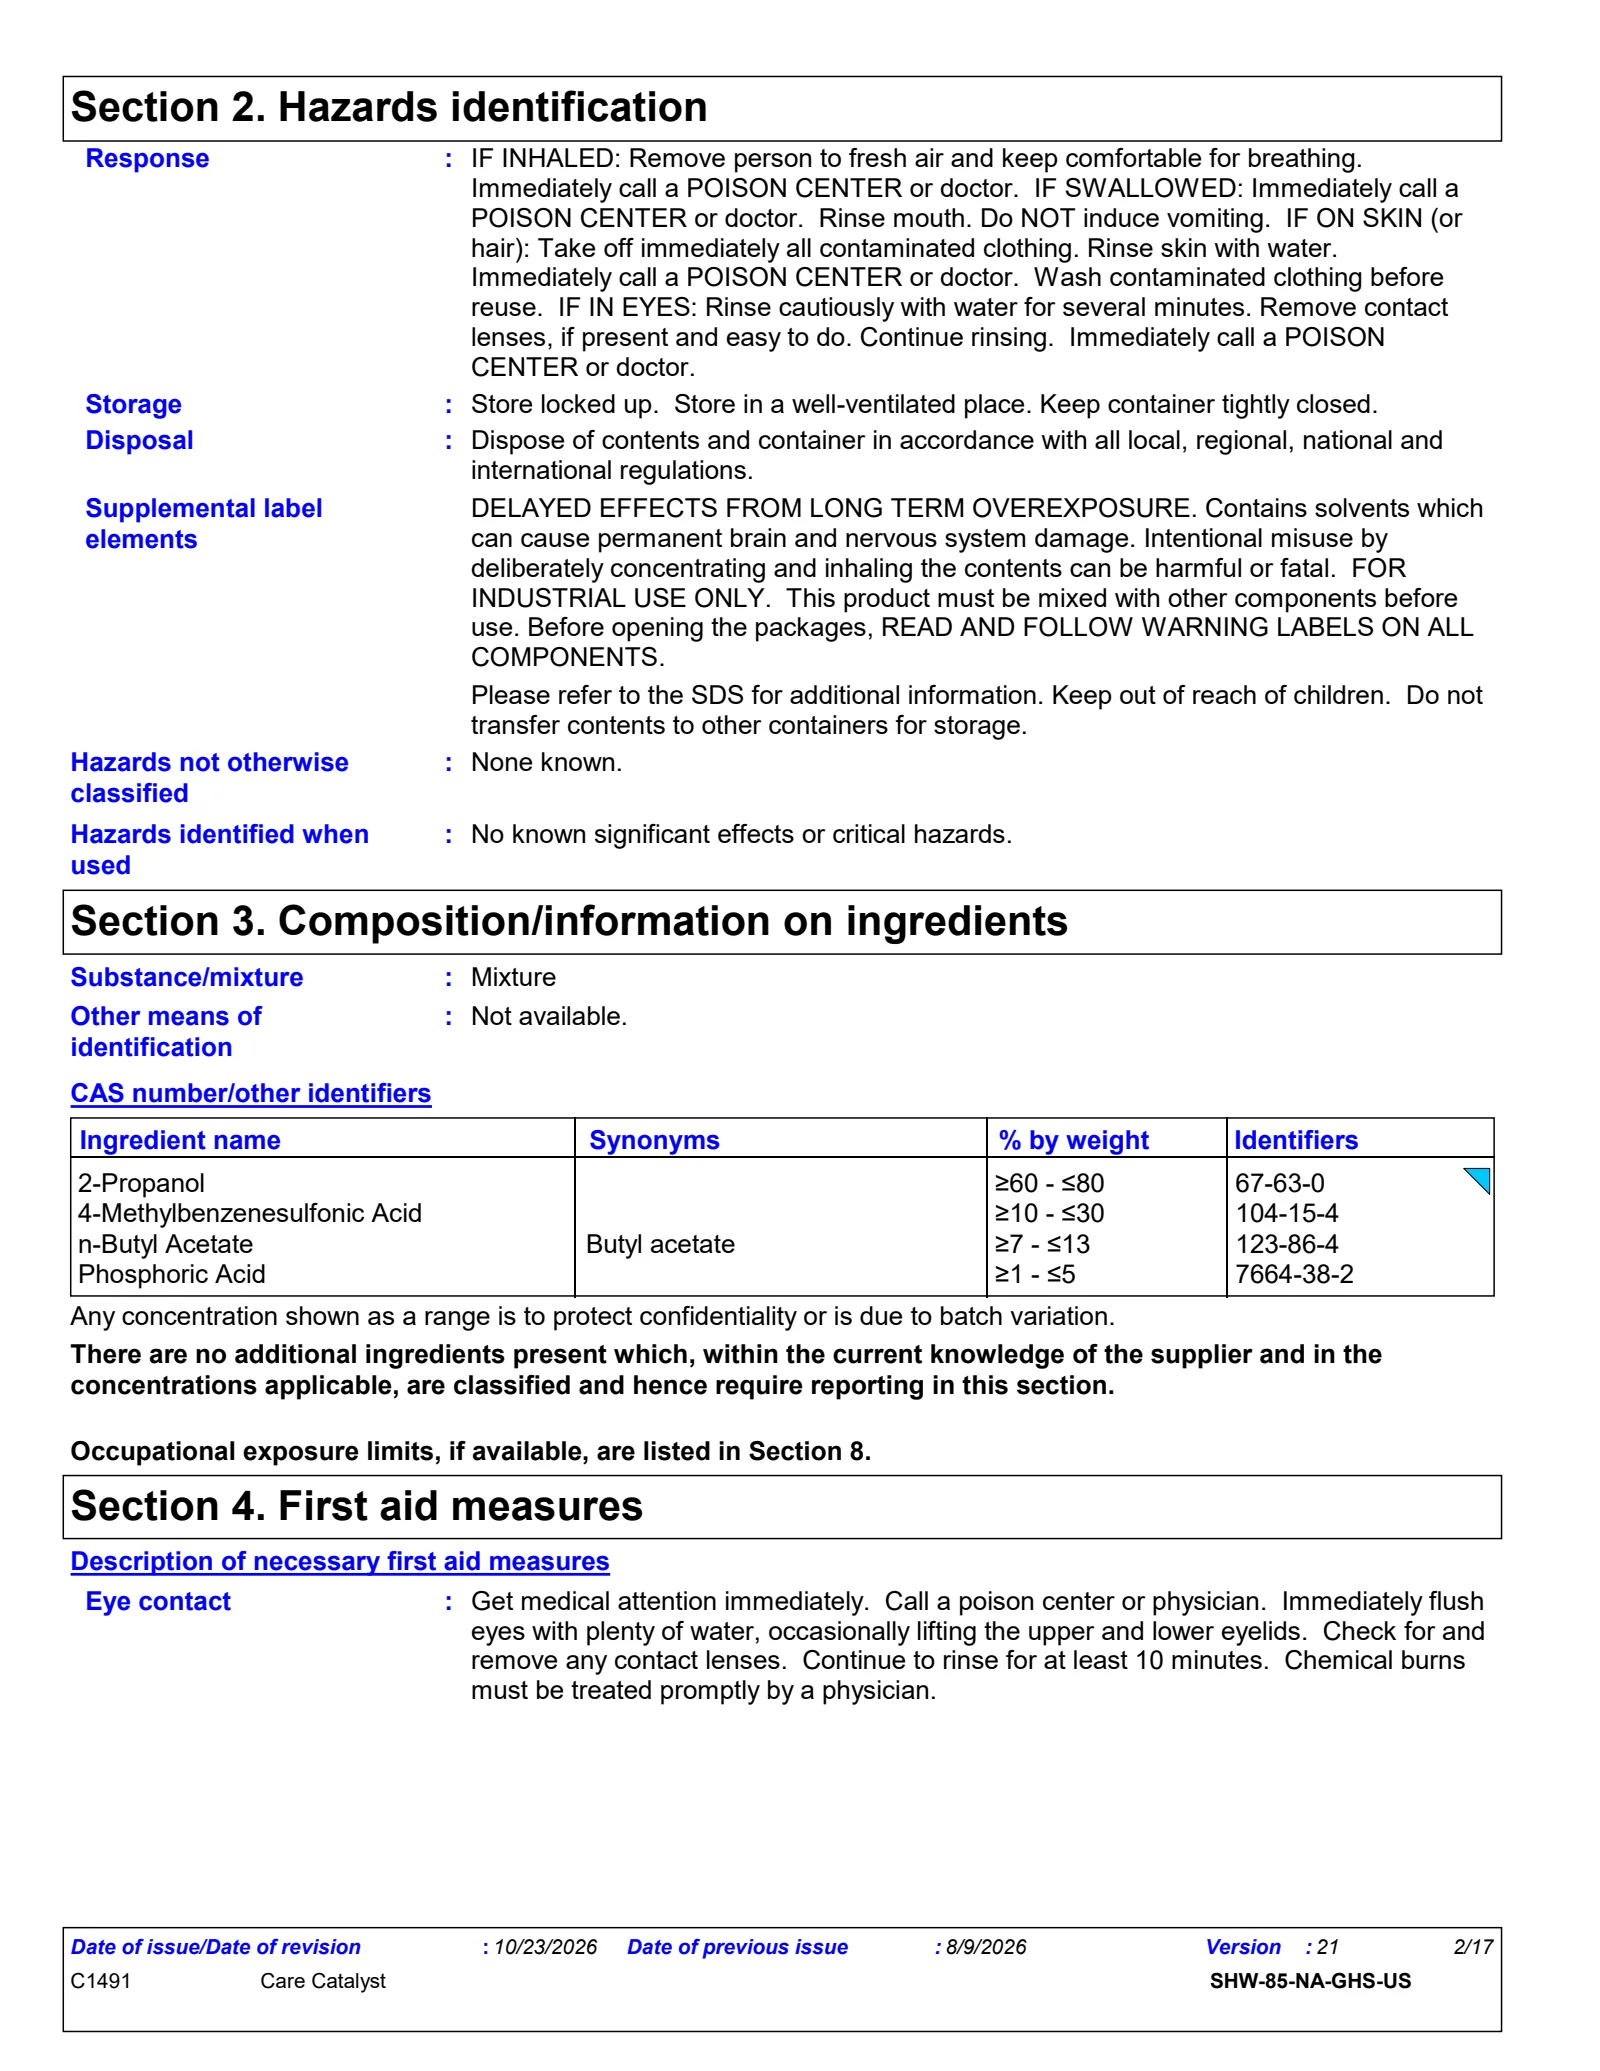 Section 2. Hazards identification
Response : IF INHALED: Remove person to fresh air and keep comfortable for breathing.
Immediately call a POISON CENTER or doctor.  IF SWALLOWED: Immediately call a
POISON CENTER or doctor.  Rinse mouth. Do NOT induce vomiting.  IF ON SKIN (or
hair): Take off immediately all contaminated clothing. Rinse skin with water.
Immediately call a POISON CENTER or doctor.  Wash contaminated clothing before
reuse.  IF IN EYES: Rinse cautiously with water for several minutes. Remove contact
lenses, if present and easy to do. Continue rinsing.  Immediately call a POISON
CENTER or doctor.
Storage : Store locked up.  Store in a well-ventilated place. Keep container tightly closed.
Disposal : Dispose of contents and container in accordance with all local, regional, national and
international regulations.
Supplemental label elements DELAYED EFFECTS FROM LONG TERM OVEREXPOSURE. Contains solvents which
can cause permanent brain and nervous system damage. Intentional misuse by
deliberately concentrating and inhaling the contents can be harmful or fatal.  FOR
INDUSTRIAL USE ONLY.  This product must be mixed with other components before
use. Before opening the packages, READ AND FOLLOW WARNING LABELS ON ALL
COMPONENTS.
Please refer to the SDS for additional information. Keep out of reach of children.  Do not
transfer contents to other containers for storage.
Hazards not otherwise : None known.
classified
Hazards identified when : No known significant effects or critical hazards.
used
Section 3. Composition/information on ingredients
Substance/mixture : Mixture
Other means of : Not available.
identification
CAS number/other identifiers
Ingredient name Synonyms % by weight Identifiers
2-Propanol ≥60 - ≤80 67-63-0
4-Methylbenzenesulfonic Acid ≥10 - ≤30 104-15-4
n-Butyl Acetate Butyl acetate ≥7 - ≤13 123-86-4
Phosphoric Acid ≥1 - ≤5 7664-38-2
Any concentration shown as a range is to protect confidentiality or is due to batch variation.
There are no additional ingredients present which, within the current knowledge of the supplier and in the
concentrations applicable, are classified and hence require reporting in this section.
Occupational exposure limits, if available, are listed in Section 8.
Section 4. First aid measures
Description of necessary first aid measures
Eye contact : Get medical attention immediately.  Call a poison center or physician.  Immediately flush
eyes with plenty of water, occasionally lifting the upper and lower eyelids.  Check for and
remove any contact lenses.  Continue to rinse for at least 10 minutes.  Chemical burns
must be treated promptly by a physician.
Date of issue/Date of revision : 10/23/2026 Date of previous issue : 8/9/2026 Version : 21 2/17
C1491 Care Catalyst SHW-85-NA-GHS-US